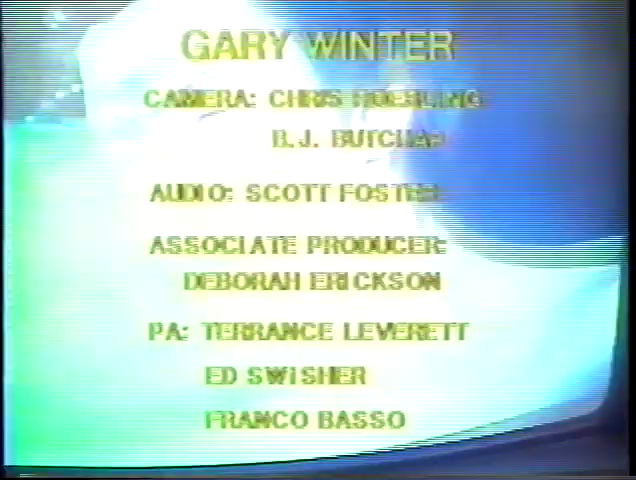 GARY WINTER
CAMERA: CHRIS
B.J.
AUDIO: SCOTT FOSTER
ASSOCIATE PRODUCER:
DEBORAH ERICKSON
PA: TERRANCE LEVERETT
ED SWISHER
FRANCO BASSO